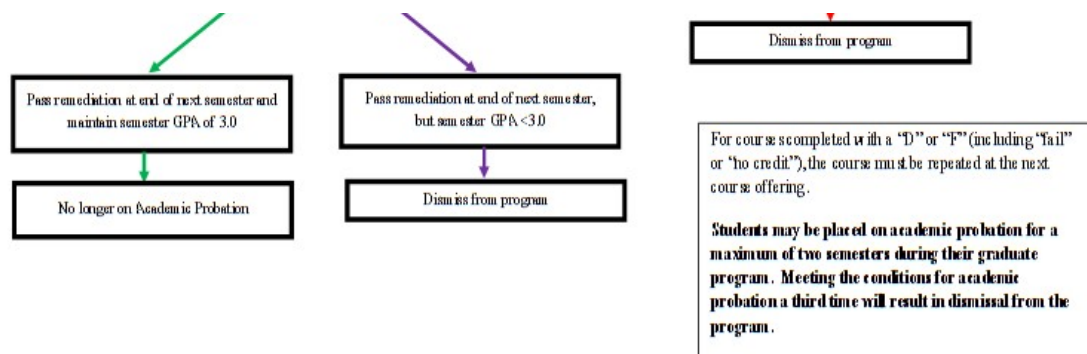 Dismiss from program
Pass remediation at end of next semester and
maintain semester GPA of 3.0
Pass remediation at end of next semester,
but semester GPA <3.0
No longer on Academic Probation
Dismiss from program
For courses completed with a “D” or “F” (including “fail”
or “no credit”), the course must be repeated at the next
course offering.
Students may be placed on academic probation for a
maximum of two semesters during their graduate
program. Meeting the conditions for academic
probation a third time will result in dismissal from the
program.